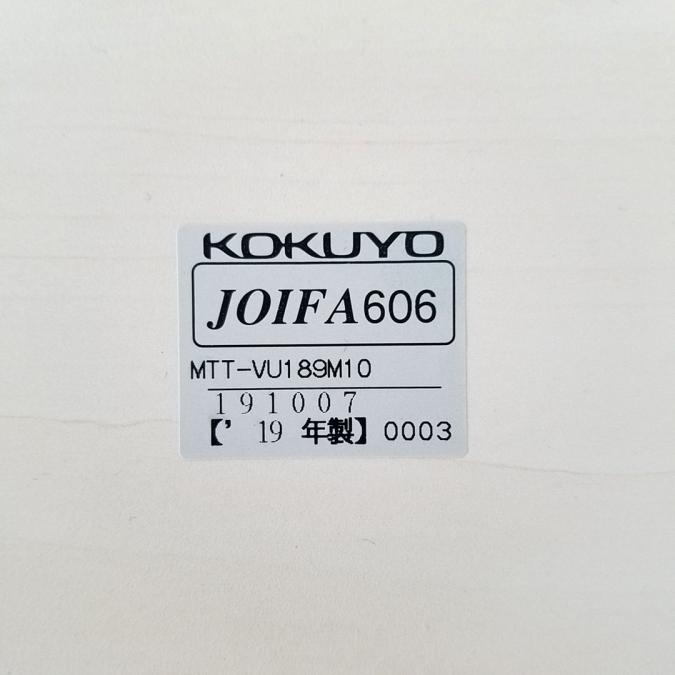 KOKUYO
JOIFA606
MTT-VU189M10
191007
【’19 年製】0003